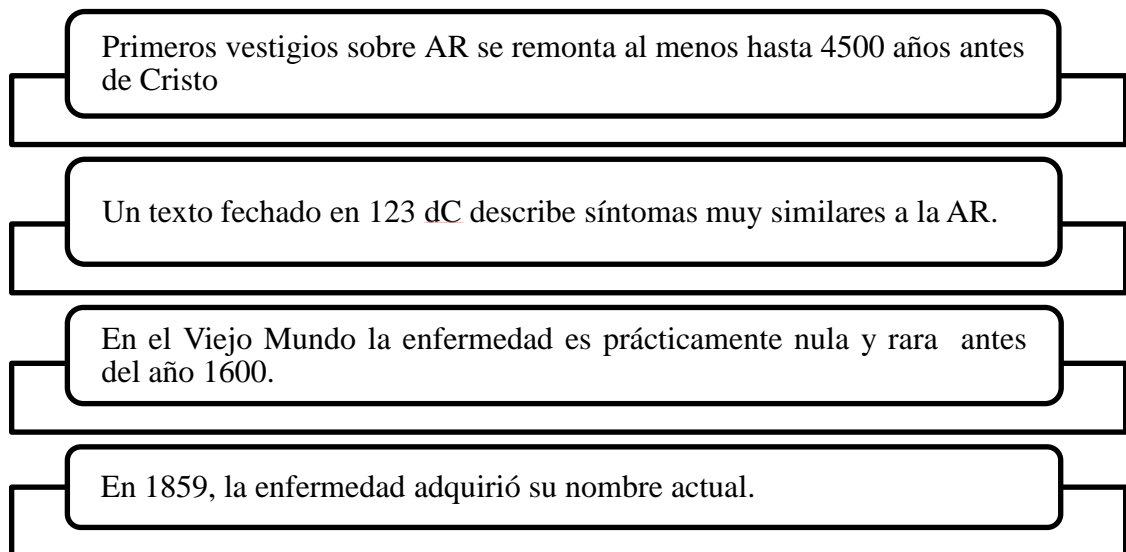 Primeros vestigios sobre AR se remonta al menos hasta 4500 años antes
de Cristo
Un texto fechado en 123 dC describe síntomas muy similares a la AR.
En el Viejo Mundo la enfermedad es prácticamente nula y rara antes
del año 1600.
En 1859, la enfermedad adquirió su nombre actual.